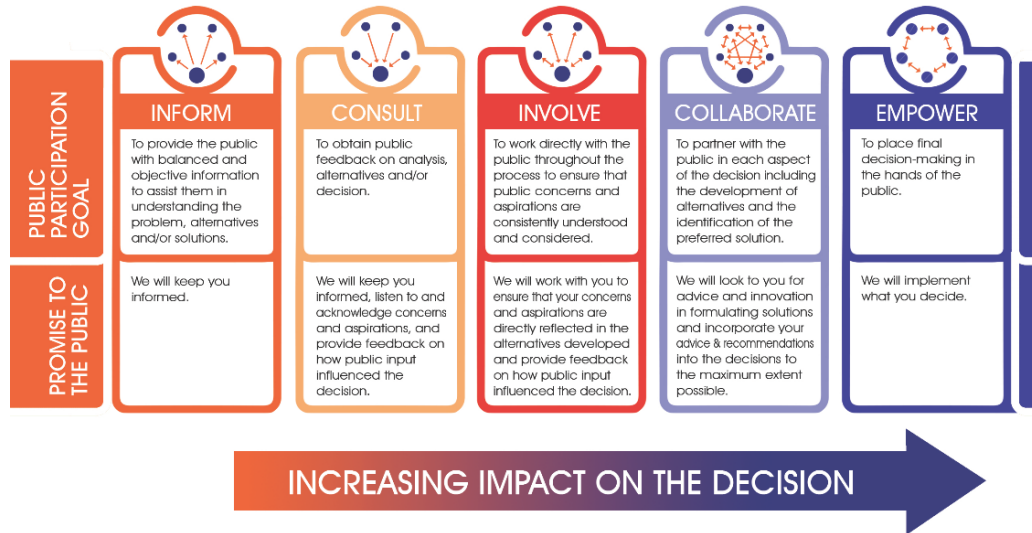 PUBLIC
PARTICIPATION
GOAL
INFORM
To provide the public
with balanced and
objective information
to assist them in
understanding the
problem, alternatives
and/or solutions.
CONSULT
To obtain public
feedback on analysis,
alternatives and/or
decision.
INVOLVE
To work directly with the
public throughout the
process to ensure that
public concerns and
aspirations are
consistently understood
and considered.
COLLABORATE
To partner with the
public in each aspect
of the decision including
the development of
alternatives and the
identification of the
preferred solution.
EMPOWER
To place final
decision-making in
the hands of the
public.
PROMISE TO
THE PUBLIC
We will keep you
informed.
We will keep you
informed, listen to and
acknowledge concerns
and aspirations, and
provide feedback on
how public input
influenced the
decision.
We will work with you to
ensure that your concerns
and aspirations are
directly reflected in the
alternatives developed
and provide feedback
on how public input
influenced the decision.
We will look to you for
advice and innovation
in formulating solutions
and incorporate your
advice & recommendations
into the decisions to
the maximum extent
possible.
We will implement
what you decide.
INCREASING IMPACT ON THE DECISION